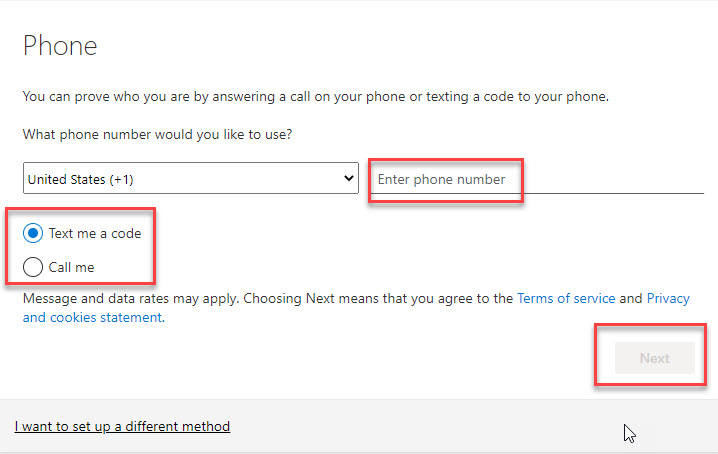 Phone
You can prove who you are by answering a call on your phone or texting a code to your phone.
What phone number would you like to use?
United States (+1) Enter phone number
Text me a code
Call me
Message and data rates may apply. Choosing Next means that you agree to the Terms of service and Privacy
and cookies statement.
Next
I want to set up a different method